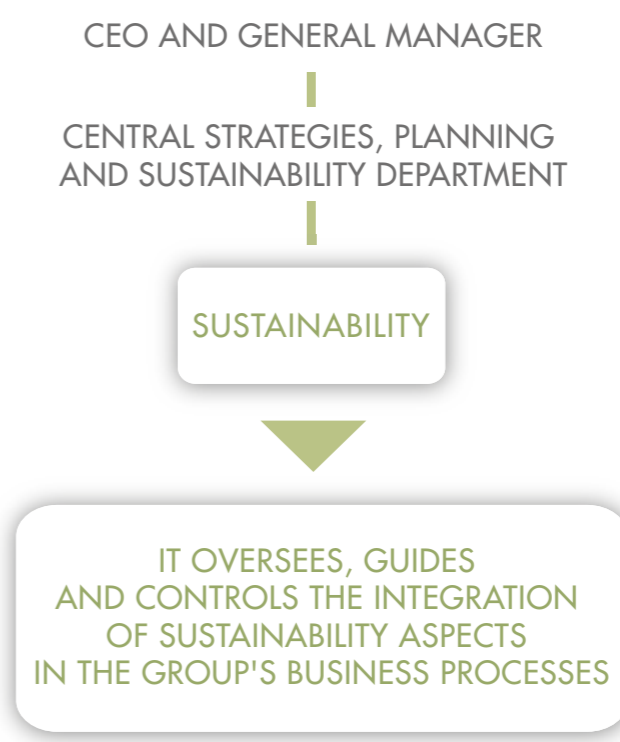 CEO AND GENERAL MANAGER
CENTRAL STRATEGIES, PLANNING
AND SUSTAINABILITY DEPARTMENT
SUSTAINABILITY
IT OVERSEES, GUIDES
AND CONTROLS THE INTEGRATION
OF SUSTAINABILITY ASPECTS
IN THE GROUP'S BUSINESS PROCESSES